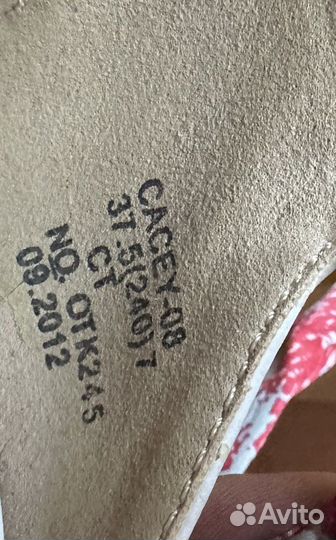 CACEY-08
37.5(240)7
CT
NO. OTK245
09.2012
Avito